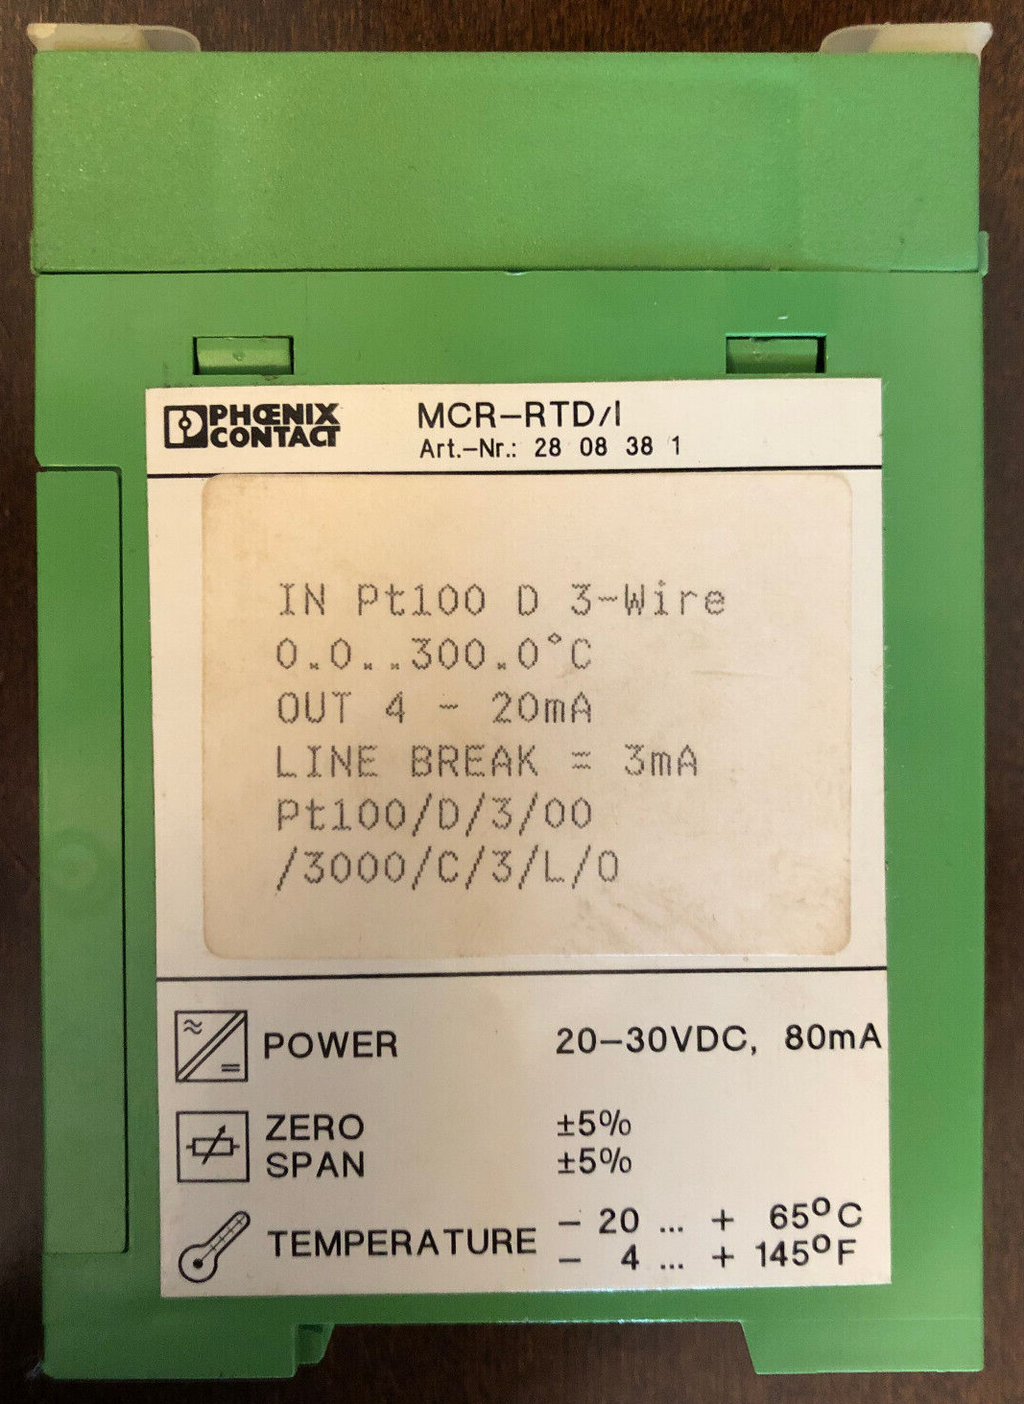 PHŒNIX
CONTACT
MCR-RTD/I
Art.-Nr.: 28 08 38 1
IN Pt100 D 3-Wire
0.0..300.0°C
OUT 4 - 20mA
LINE BREAK = 3mA
Pt100/D/3/00
/3000/C/3/L/0
POWER 20-30VDC, 80mA
ZERO ±5%
SPAN ±5%
TEMPERATURE - 20 ... + 65°C
- 4 ... + 145°F